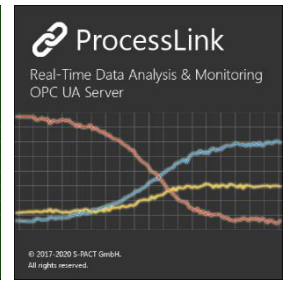 ProcessLink
Real-Time Data Analysis & Monitoring
OPC UA Server
© 2017-2020 S-PACT GmbH.
All rights reserved.